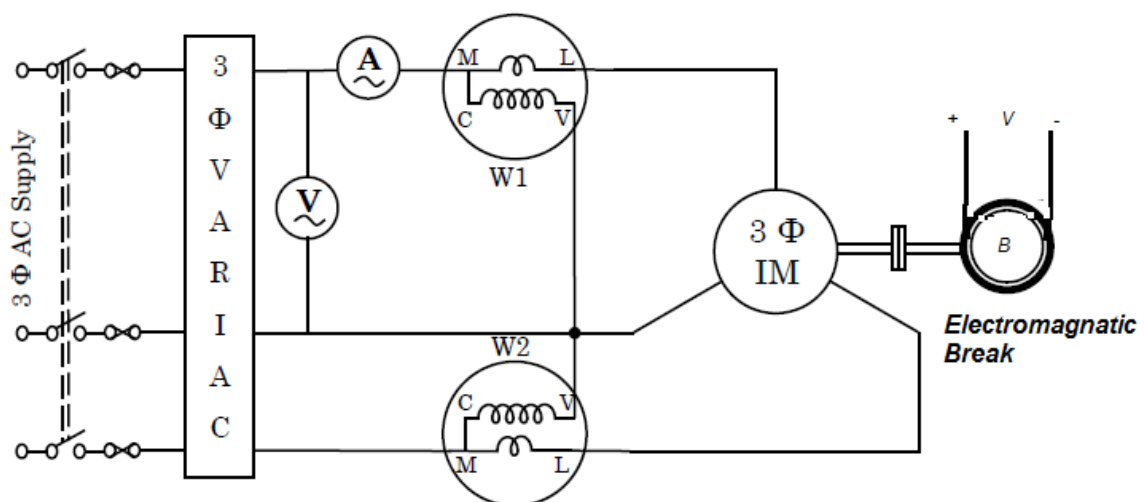 3 Φ AC Supply
3
Φ
V
A
R
I
A
C
A
V
M L
C V
W1
W2
C V
M L
3 Φ
IM
+ V -
B
Electromagnatic
Break